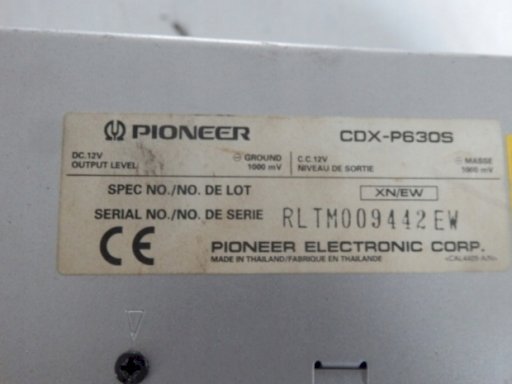 PIONEER CDX-P630S
DC.12V ⊖ GROUND C.C.12V ⊖ MASSE
OUTPUT LEVEL 1000 mV NIVEAU DE SORTIE 1000 mV
SPEC NO./NO. DE LOT XN/EW
SERIAL NO./NO. DE SERIE RLTM009442EW
CE PIONEER ELECTRONIC CORP.
MADE IN THAILAND/FABRIQUE EN THAILANDE